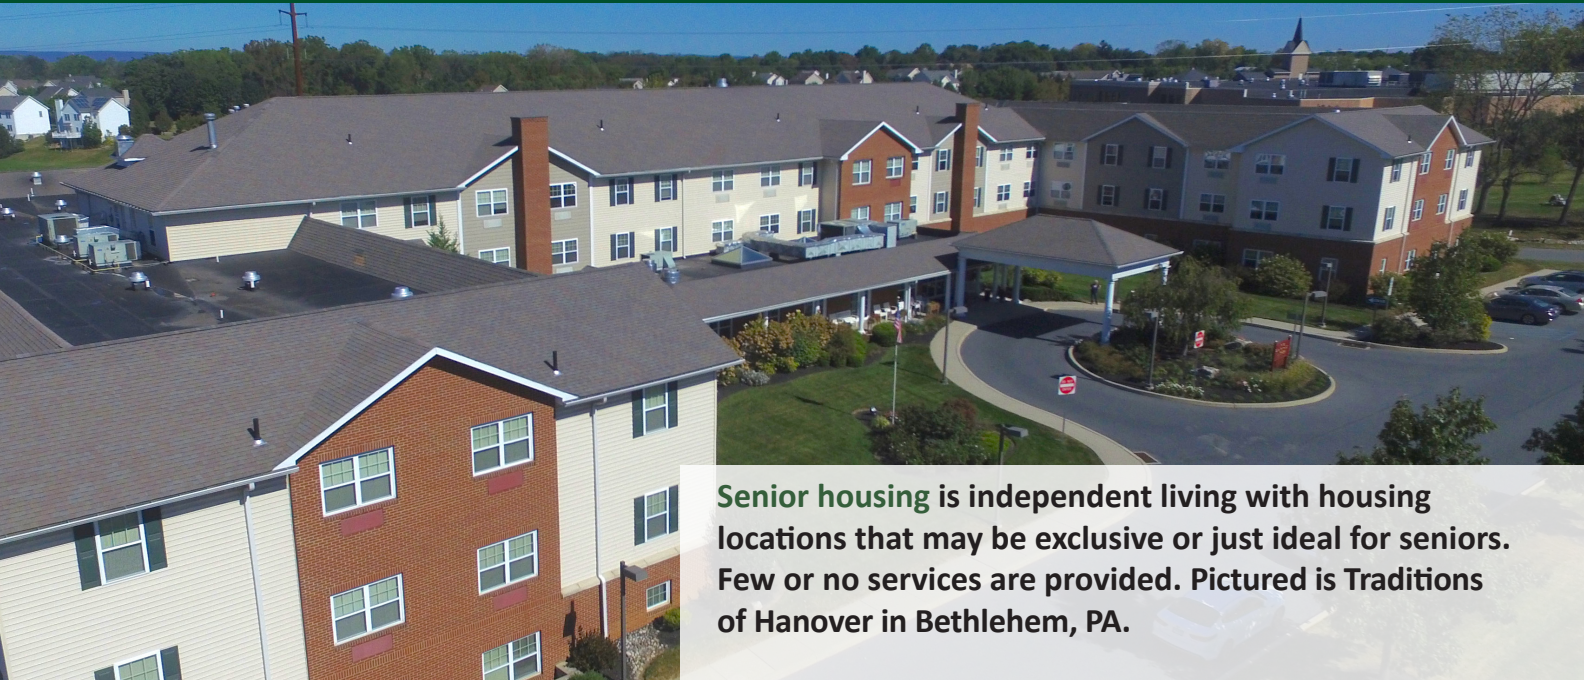 Senior housing is independent living with housing
locations that may be exclusive or just ideal for seniors.
Few or no services are provided. Pictured is Traditions
of Hanover in Bethlehem, PA.